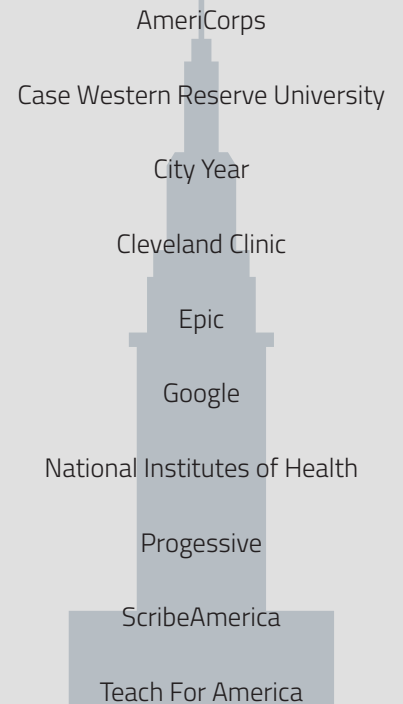 AmeriCorps
Case Western Reserve University
City Year
Cleveland Clinic
Epic
Google
National Institutes of Health
Progessive
ScribeAmerica
Teach For America